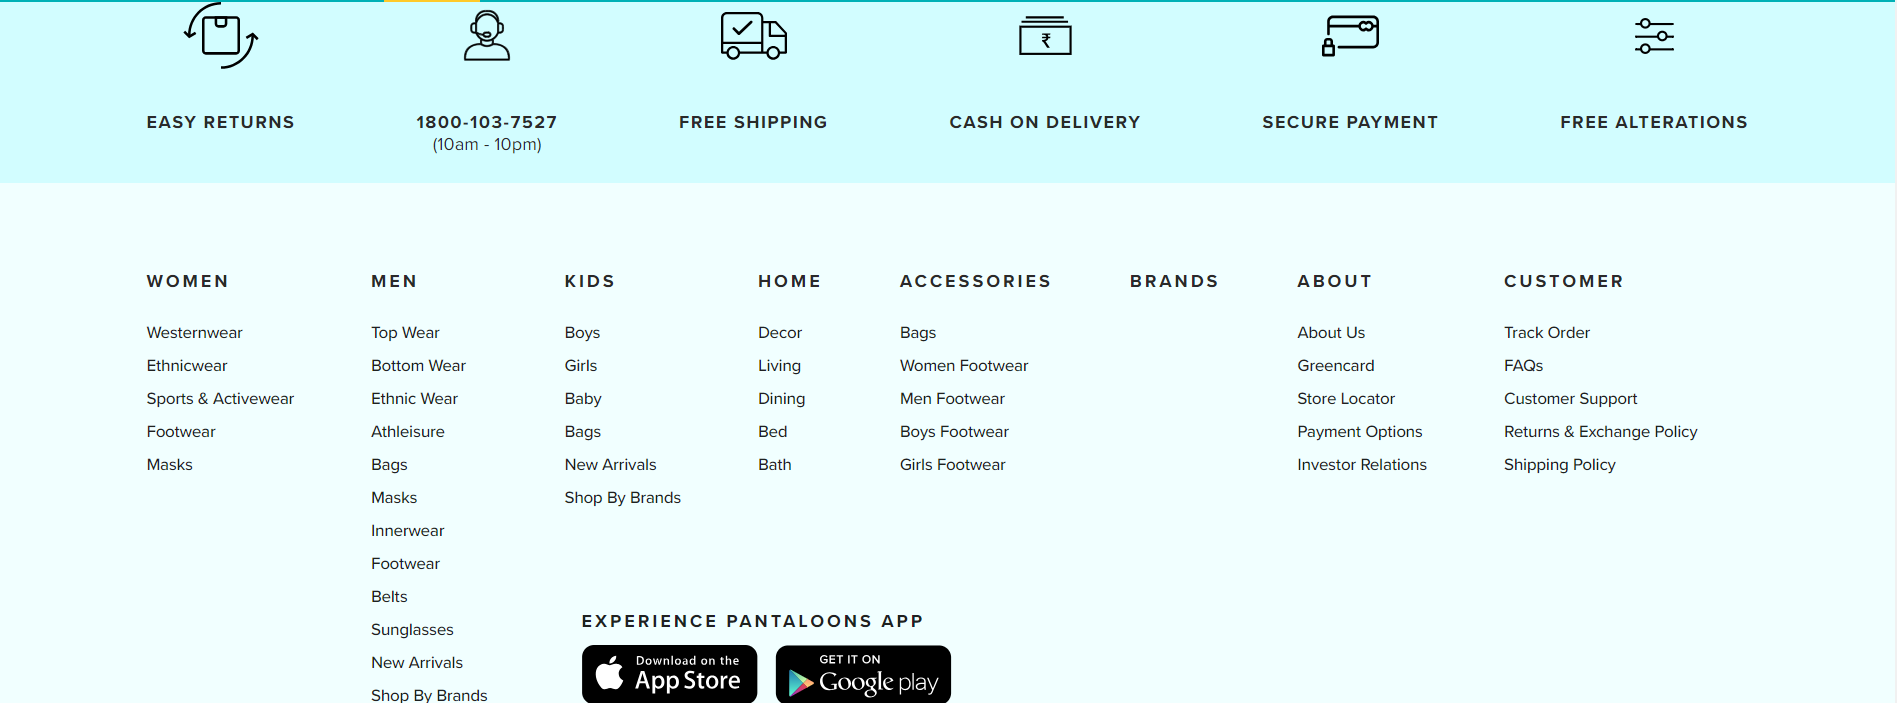 ₹
EASY RETURNS
1800-103-7527
(10am - 10pm)
FREE SHIPPING
CASH ON DELIVERY
SECURE PAYMENT
FREE ALTERATIONS
WOMEN
Westernwear
Ethnicwear
Sports & Activewear
Footwear
Masks
MEN
Top Wear
Bottom Wear
Ethnic Wear
Athleisure
Bags
Masks
Innerwear
Footwear
Belts
Sunglasses
New Arrivals
Shop By Brands
KIDS
Boys
Girls
Baby
Bags
New Arrivals
Shop By Brands
HOME
Decor
Living
Dining
Bed
Bath
ACCESSORIES
Bags
Women Footwear
Men Footwear
Boys Footwear
Girls Footwear
BRANDS
ABOUT
About Us
Greencard
Store Locator
Payment Options
Investor Relations
CUSTOMER
Track Order
FAQs
Customer Support
Returns & Exchange Policy
Shipping Policy
EXPERIENCE PANTALOONS APP
Download on the
App Store
GET IT ON
Google play